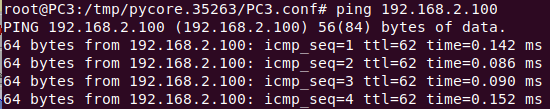 root@PC3:/tmp/pycore.35263/PC3.conf# ping 192.168.2.100
PING 192.168.2.100 (192.168.2.100) 56(84) bytes of data.
64 bytes from 192.168.2.100: icmp_seq=1 ttl=62 time=0.142 ms
64 bytes from 192.168.2.100: icmp_seq=2 ttl=62 time=0.086 ms
64 bytes from 192.168.2.100: icmp_seq=3 ttl=62 time=0.090 ms
64 bytes from 192.168.2.100: icmp_seq=4 ttl=62 time=0.152 ms